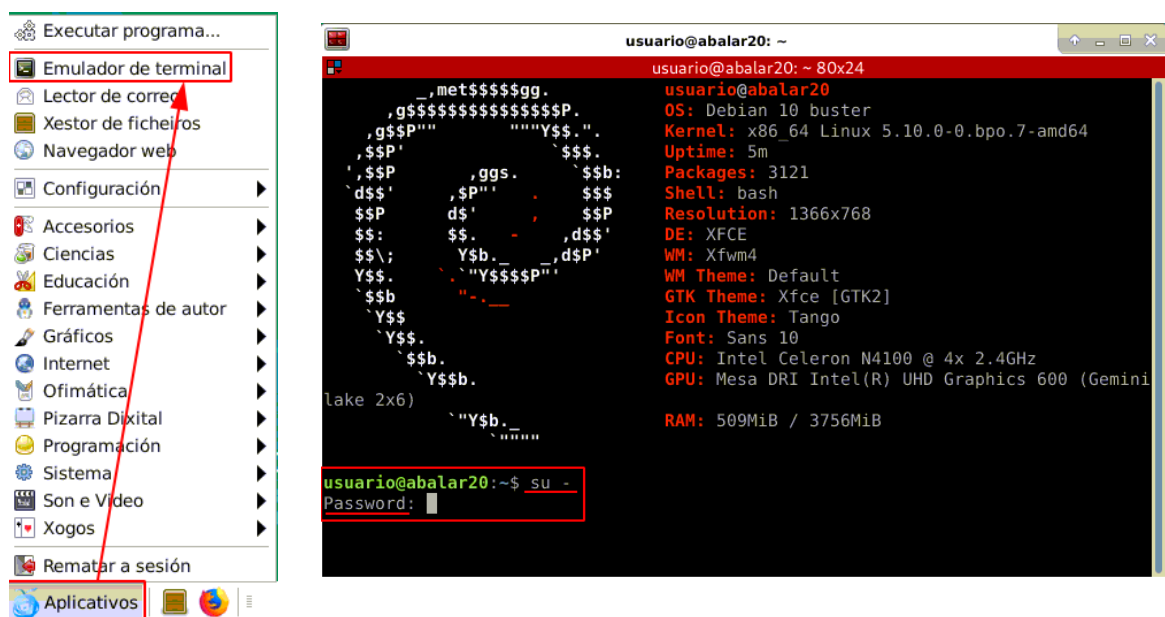 Executar programa...
Emulador de terminal
Lector de correo
Xestor de ficheiros
Navegador web
Configuración
Accesorios
Ciencias
Educación
Ferramentas de autor
Gráficos
Internet
Ofimática
Pizarra Dixital
Programación
Sistema
Son e Video
Xogos
Rematar a sesión
Aplicativos
usuario@abalar20: ~
usuario@abalar20: ~ 80x24
_,met$$$$$gg.
,g$$$$$$$$$$$$$$$P.
,g$$P"" """Y$$.".
,$$P' `$$$.
',$$P ,ggs. `$$b:
`d$$' ,$P"' . $$$
$$P d$' , $$P
$$: $$. - ,d$$'
$$\; Y$b._ _,d$P'
Y$$. `.`"Y$$$$P"'
`$$b "-.__
`Y$$
`Y$$.
`$$b.
`Y$$b.
`"Y$b._
`""""
usuario@abalar20
OS: Debian 10 buster
Kernel: x86_64 Linux 5.10.0-0.bpo.7-amd64
Uptime: 5m
Packages: 3121
Shell: bash
Resolution: 1366x768
DE: XFCE
WM: Xfwm4
WM Theme: Default
GTK Theme: Xfce [GTK2]
Icon Theme: Tango
Font: Sans 10
CPU: Intel Celeron N4100 @ 4x 2.4GHz
GPU: Mesa DRI Intel(R) UHD Graphics 600 (Gemini
lake 2x6)
RAM: 509MiB / 3756MiB
usuario@abalar20:~$ su -
Password: